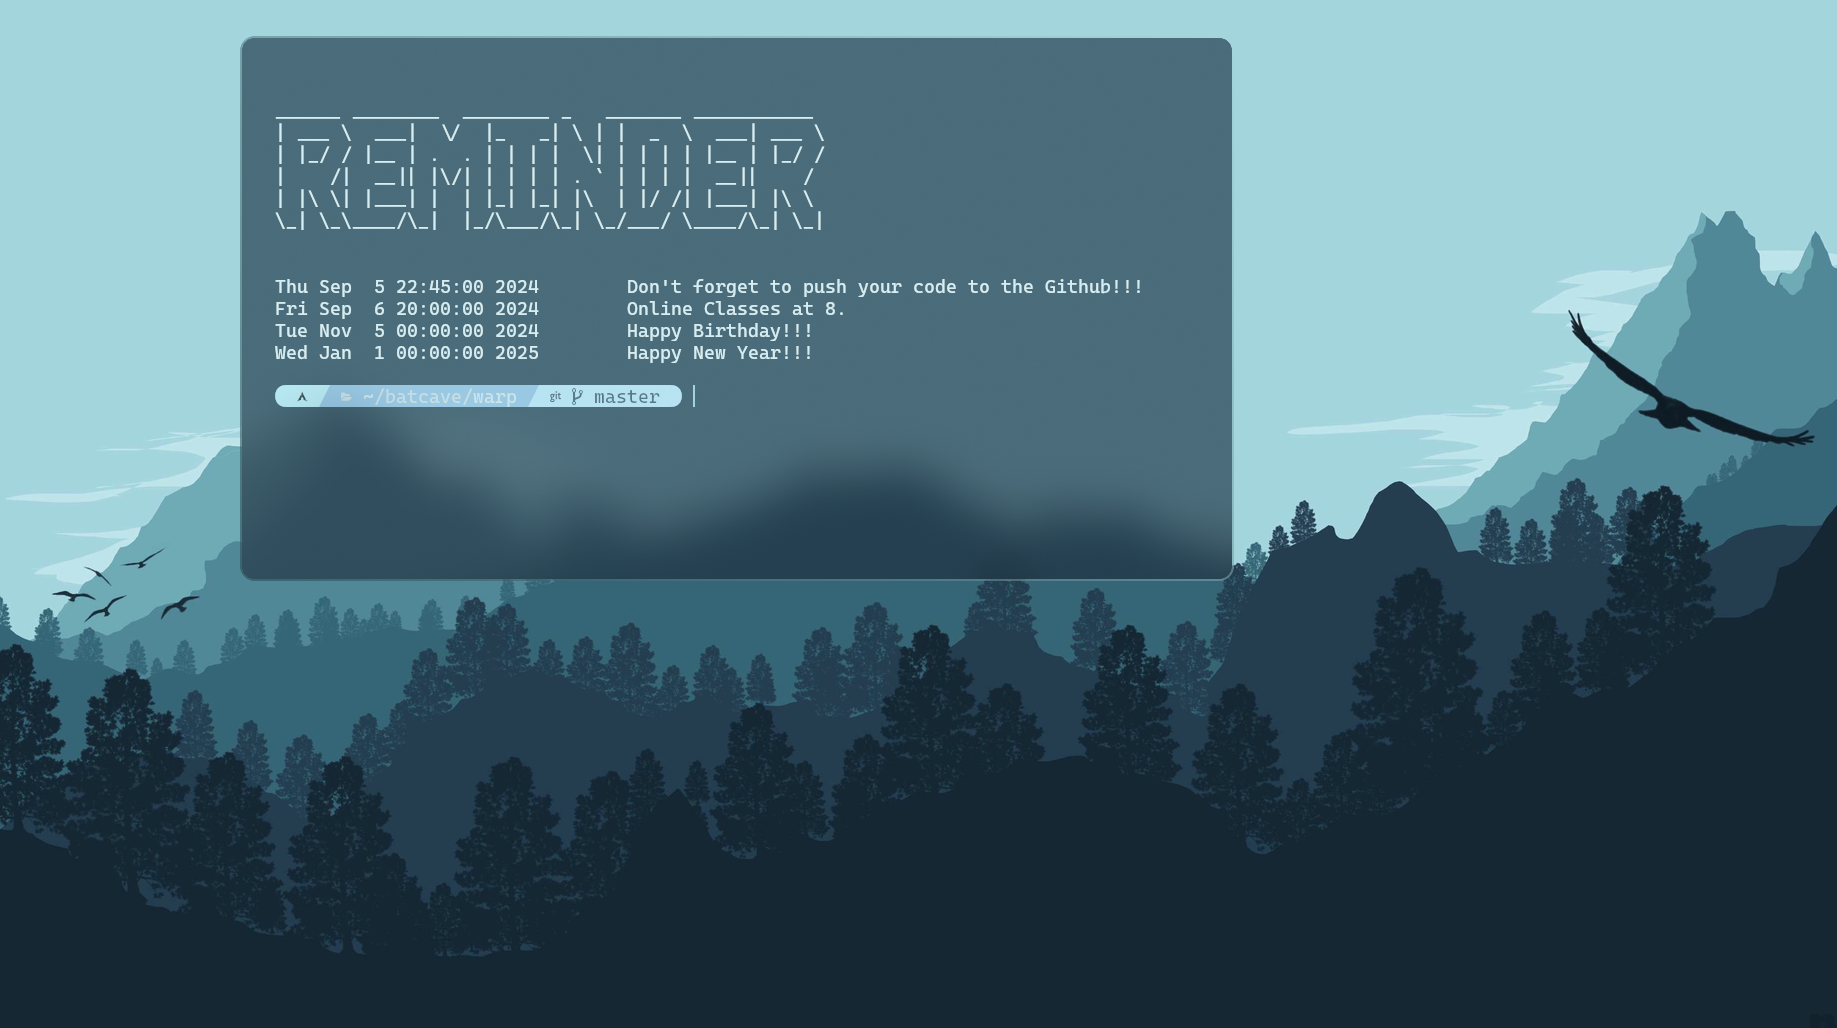 REMINDER
Thu Sep  5 22:45:00 2024        Don't forget to push your code to the Github!!!
Fri Sep  6 20:00:00 2024        Online Classes at 8.
Tue Nov  5 00:00:00 2024        Happy Birthday!!!
Wed Jan  1 00:00:00 2025        Happy New Year!!!
~/batcave/warp git master